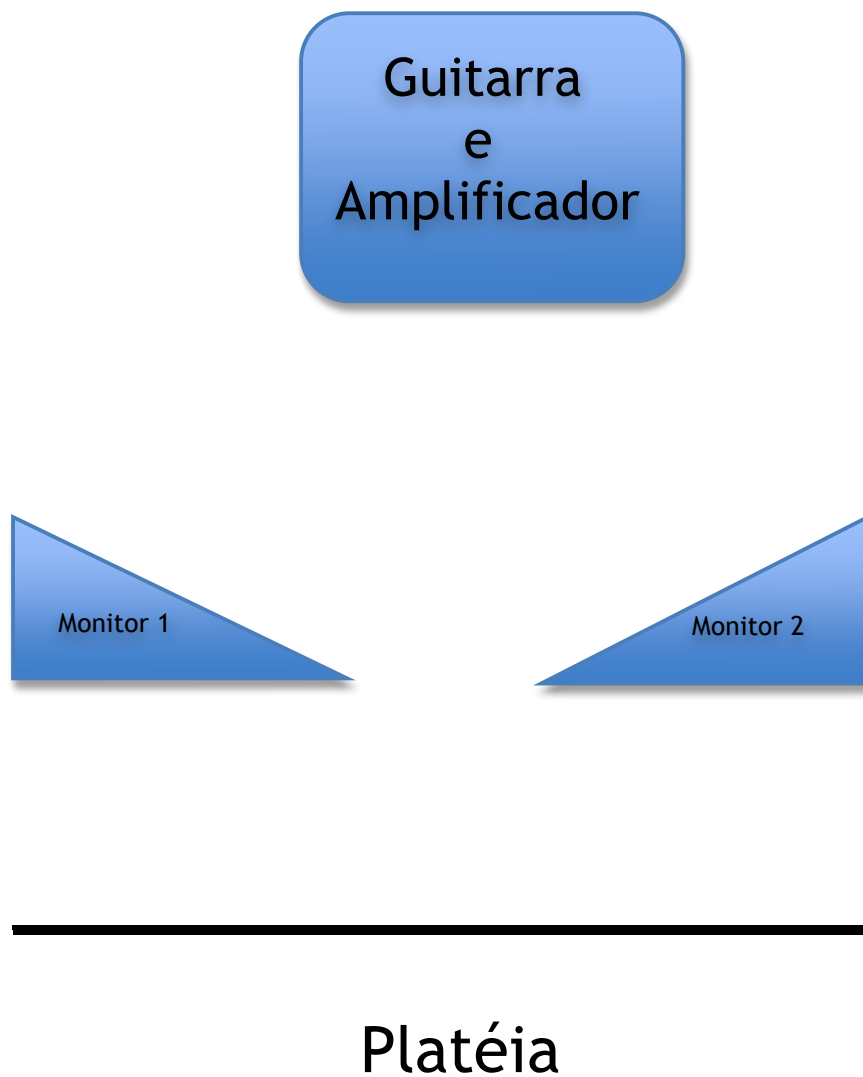 Guitarra
e
Amplificador
Monitor 1
Monitor 2
Platéia